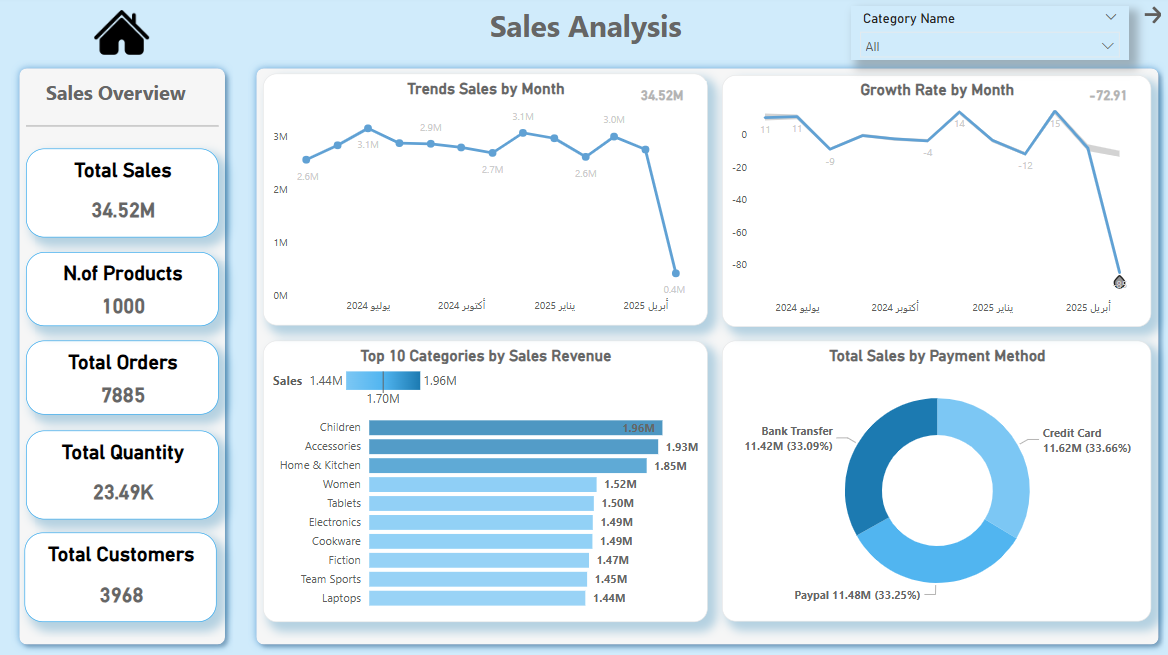 Sales Analysis
Category Name
All
Sales Overview
Total Sales
34.52M
N.of Products
1000
Total Orders
7885
Total Quantity
23.49K
Total Customers
3968
Trends Sales by Month
34.52M
3M
2M
1M
0M
2.6M
3.1M
2.9M
2.7M
3.1M
2.6M
3.0M
0.4M
يوليو 2024
أكتوبر 2024
يناير 2025
أبريل 2025
Growth Rate by Month
-72.91
0
-20
-40
-60
-80
11
11
-9
-4
14
-12
15
يوليو 2024
أكتوبر 2024
يناير 2025
أبريل 2025
Top 10 Categories by Sales Revenue
Sales 1.44M 1.96M
1.70M
Children 1.96M
Accessories 1.93M
Home & Kitchen 1.85M
Women 1.52M
Tablets 1.50M
Electronics 1.49M
Cookware 1.49M
Fiction 1.47M
Team Sports 1.45M
Laptops 1.44M
Total Sales by Payment Method
Bank Transfer
11.42M (33.09%)
Credit Card
11.62M (33.66%)
Paypal 11.48M (33.25%)